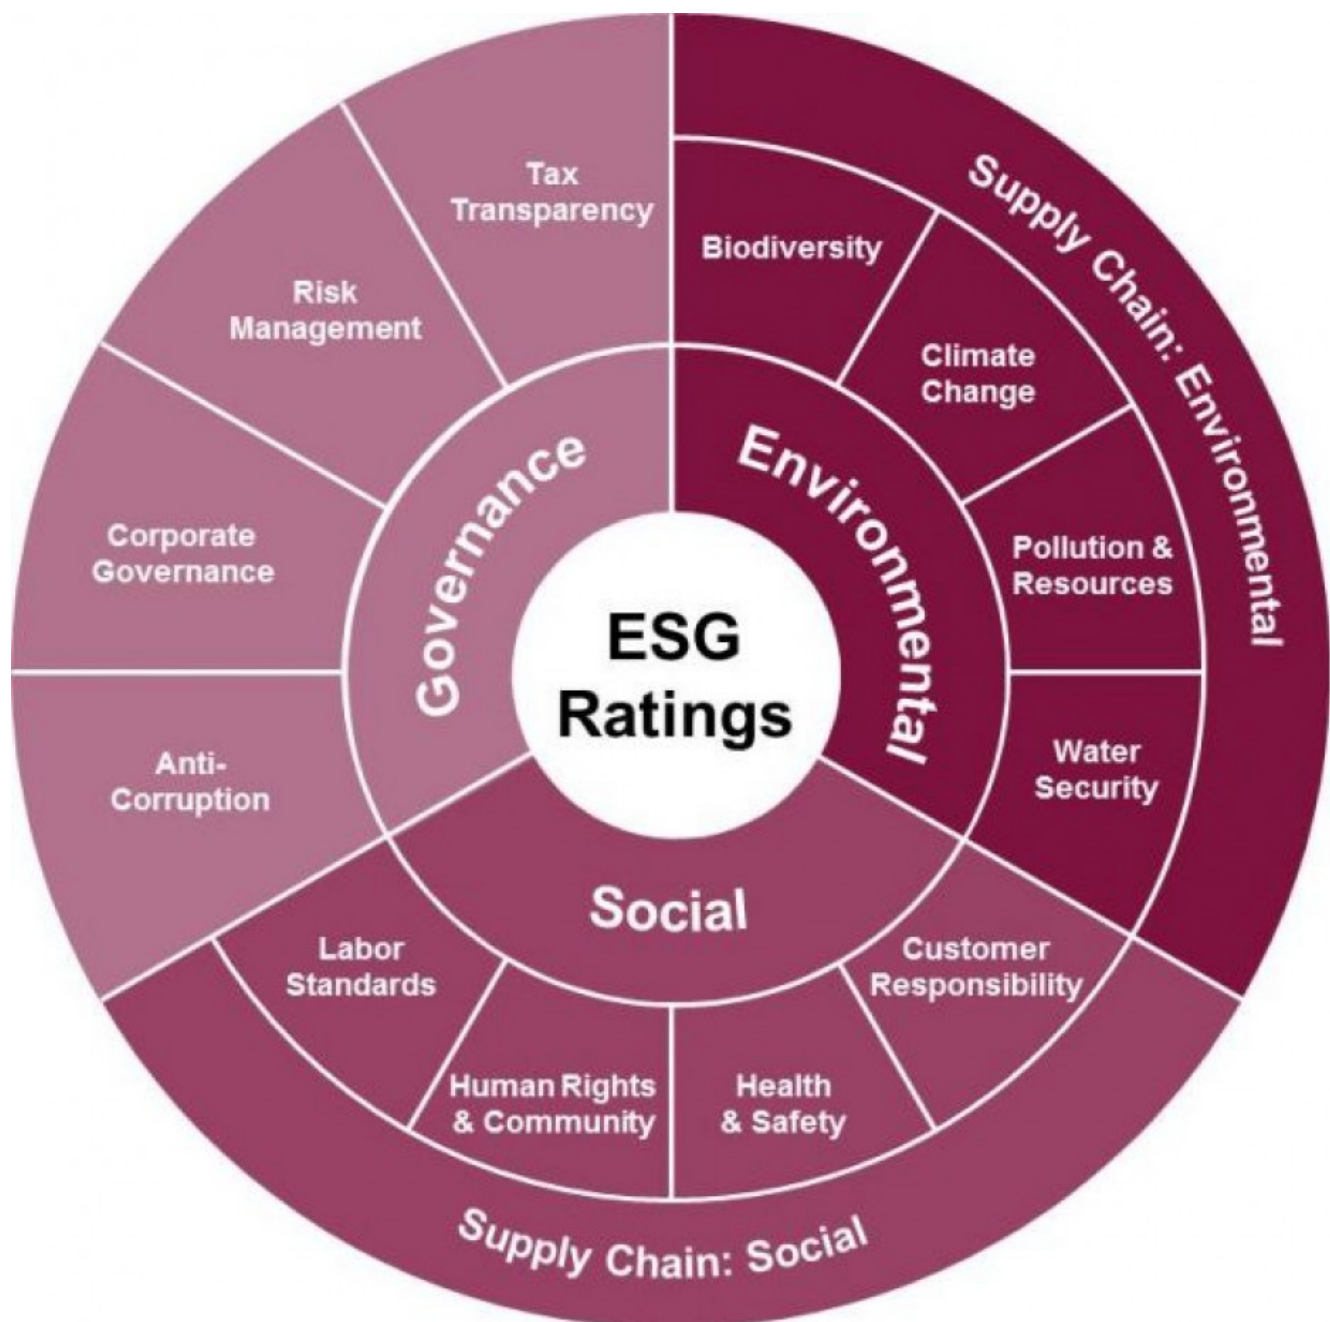 ESG
Ratings
Environmental
Biodiversity
Climate
Change
Pollution &
Resources
Water
Security
Supply Chain: Environmental
Social
Customer
Responsibility
Health
& Safety
Human Rights
& Community
Labor
Standards
Supply Chain: Social
Governance
Anti-
Corruption
Corporate
Governance
Risk
Management
Tax
Transparency